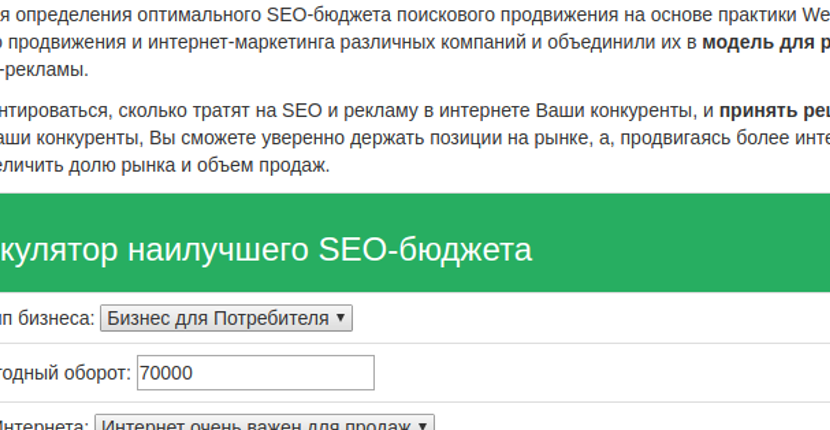 я определения оптимального SEO-бюджета поискового продвижения на основе практики We
о продвижения и интернет-маркетинга различных компаний и объединили их в модель для р
-рекламы.
нтироваться, сколько тратят на SEO и рекламу в интернете Ваши конкуренты, и принять реш
аши конкуренты, Вы сможете уверенно держать позиции на рынке, а, продвигаясь более инте
еличить долю рынка и объем продаж.
кулятор наилучшего SEO-бюджета
ип бизнеса: Бизнес для Потребителя
годный оборот: 70000
Интернета: Интернет очень важен для продаж